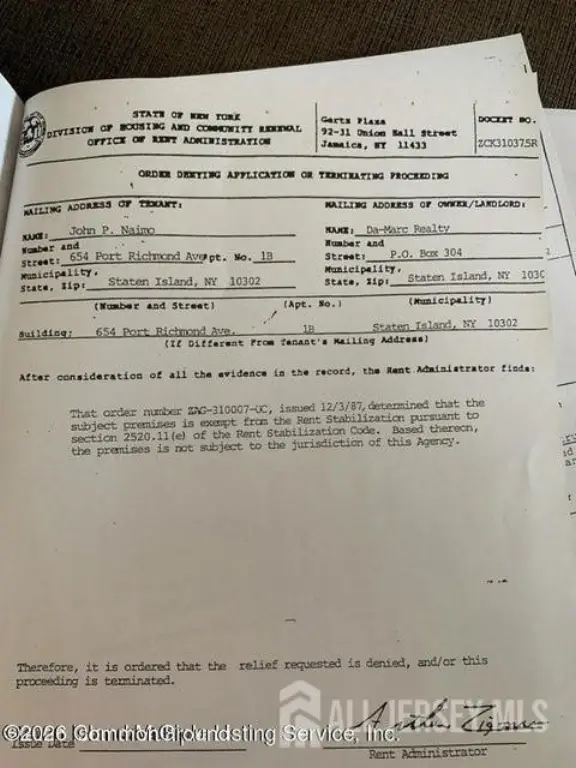 STATE OF NEW YORK
DIVISION OF HOUSING AND COMMUNITY RENEWAL
OFFICE OF RENT ADMINISTRATION
Gertz Plaza
92-31 Union Hall Street
Jamaica, NY 11433
DOCKET NO.
ZCK310375R
ORDER DENYING APPLICATION OR TERMINATING PROCEEDING
MAILING ADDRESS OF TENANT:
NAME: John P. Naimo
Number and
Street: 654 Port Richmond Ave Apt. No. 1B
Municipality,
State, Zip: Staten Island, NY 10302
MAILING ADDRESS OF OWNER/LANDLORD:
NAME: Da-Marc Realty
Number and
Street: P.O. Box 304
Municipality,
State, Zip: Staten Island, NY 1030
(Number and Street) (Apt. No.) (Municipality)
Building: 654 Port Richmond Ave. 1B Staten Island, NY 10302
(If Different From Tenant's Mailing Address)
After consideration of all the evidence in the record, the Rent Administrator finds:
That order number ZAG-310007-UC, issued 12/3/87, determined that the
subject premises is exempt from the Rent Stabilization pursuant to
section 2520.11(e) of the Rent Stabilization Code. Based thereon,
the premises is not subject to the jurisdiction of this Agency.
Therefore, it is ordered that the relief requested is denied, and/or this
proceeding is terminated.
ALL JERSEY MLS
Issue Date
Rent Administrator